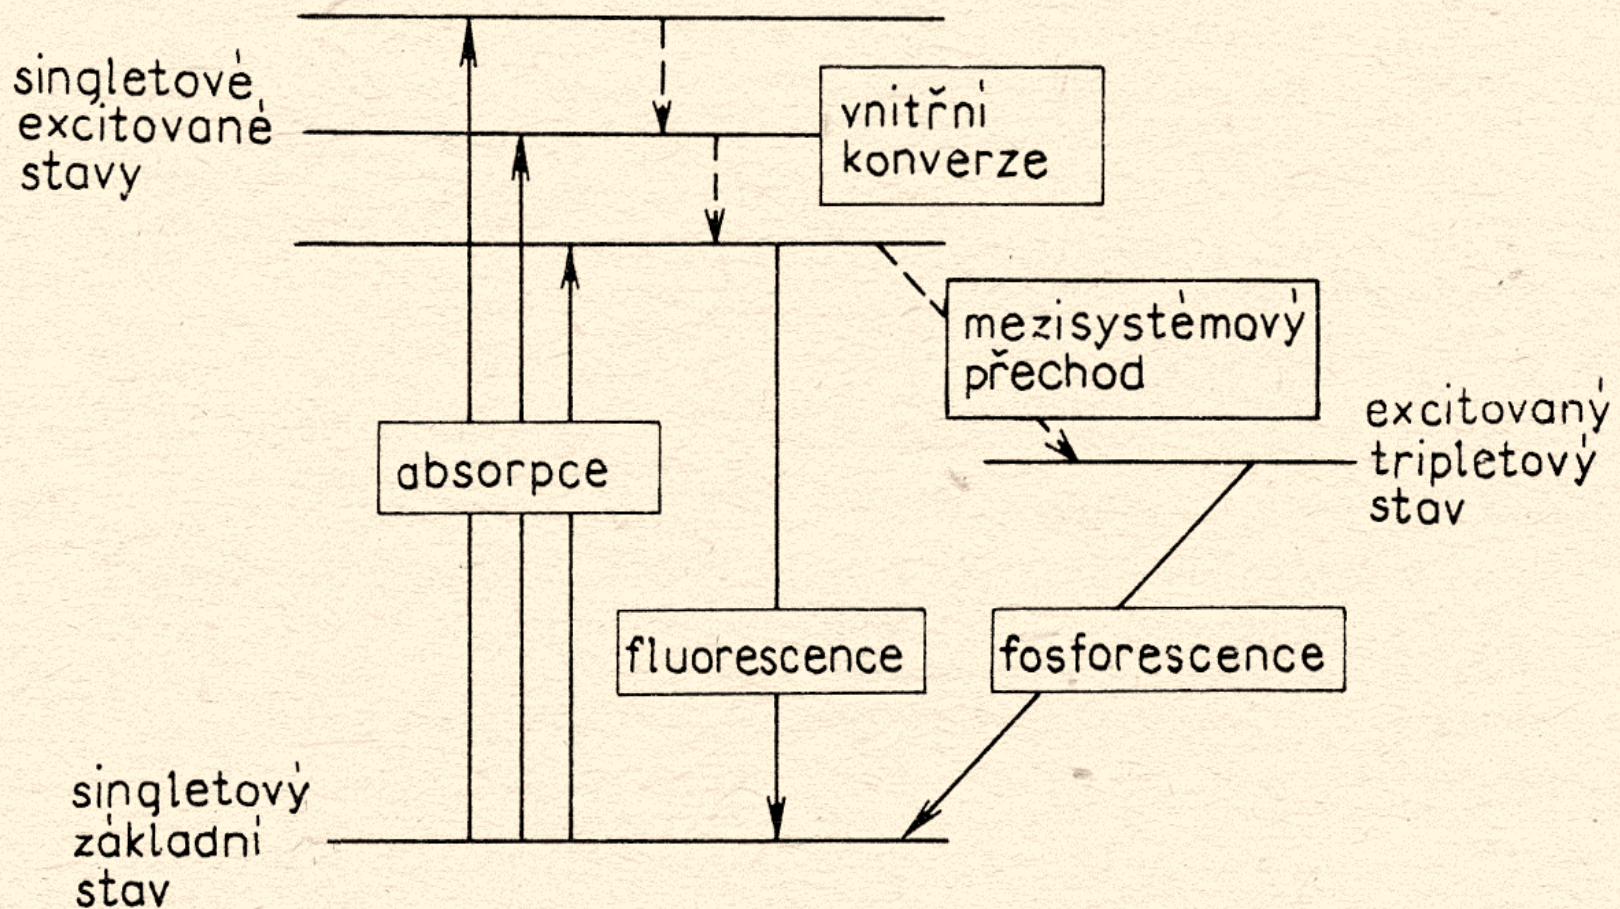 singletové
excitované
stavy
vnitřní
konverze
mezisystémový
přechod
excitovaný
tripletový
stav
absorpce
fluorescence
fosforescence
singletový
základní
stav